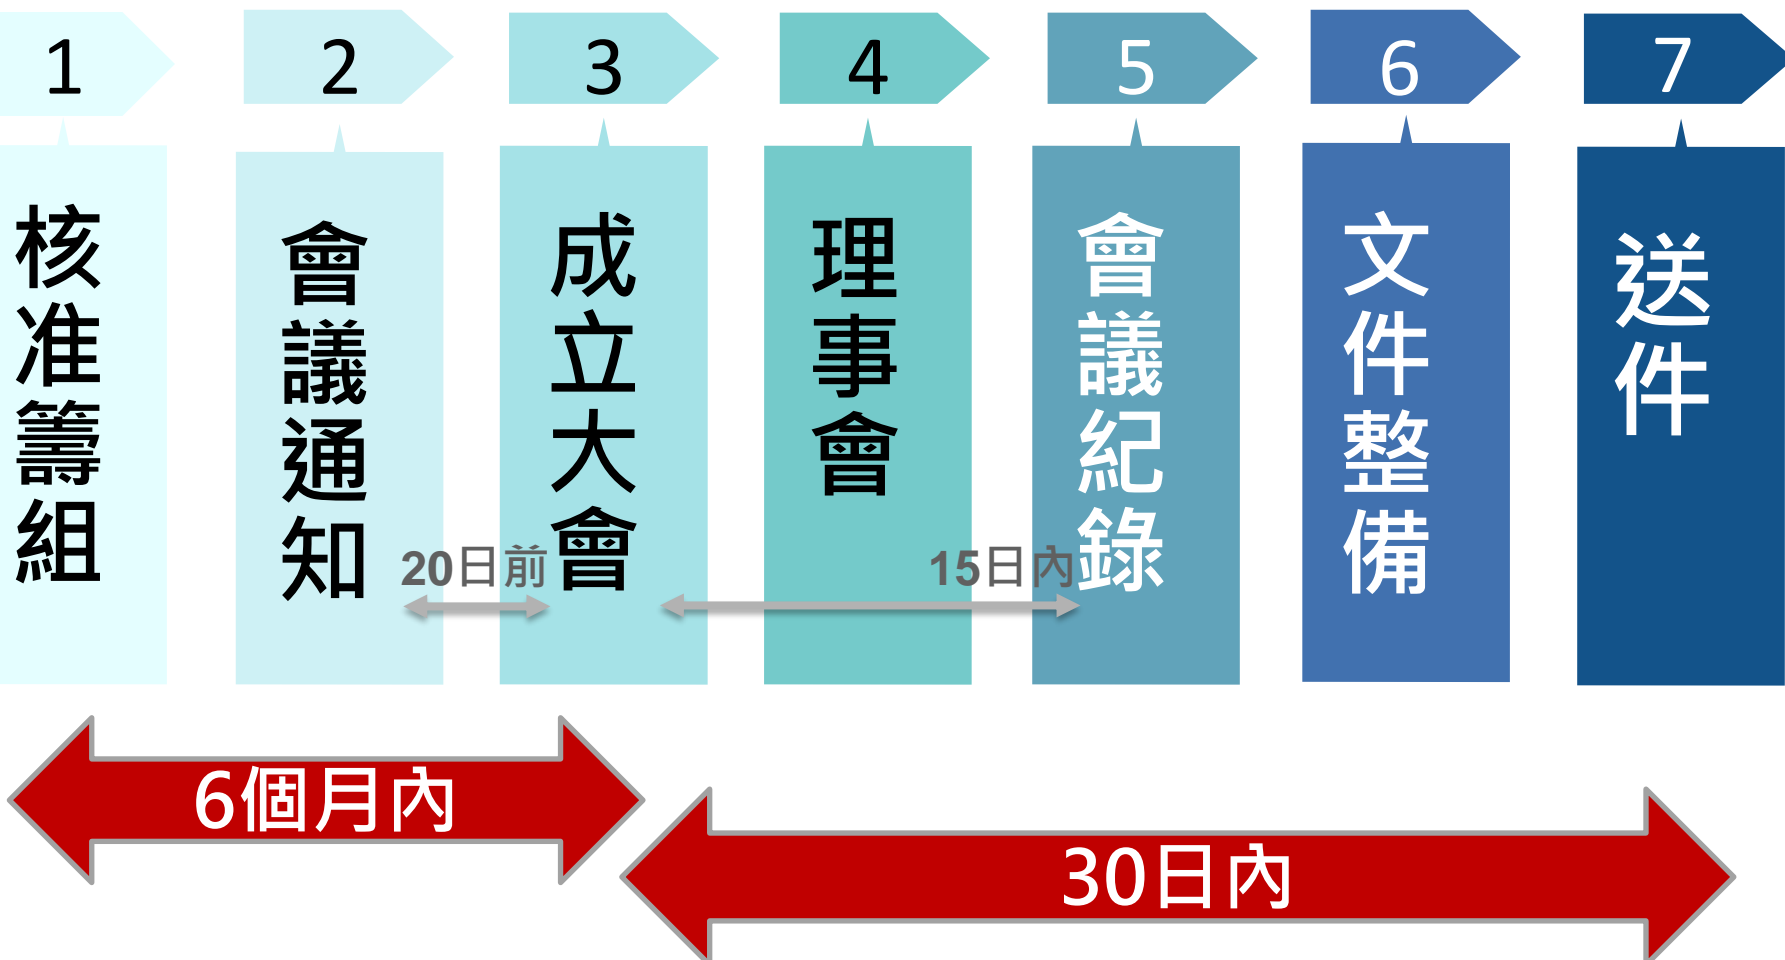 1
2
3
4
5
6
7
核准籌組
會議通知
成立大會
理事會
會議紀錄
文件整備
送件
20日前
15日內
6個月內
30日內